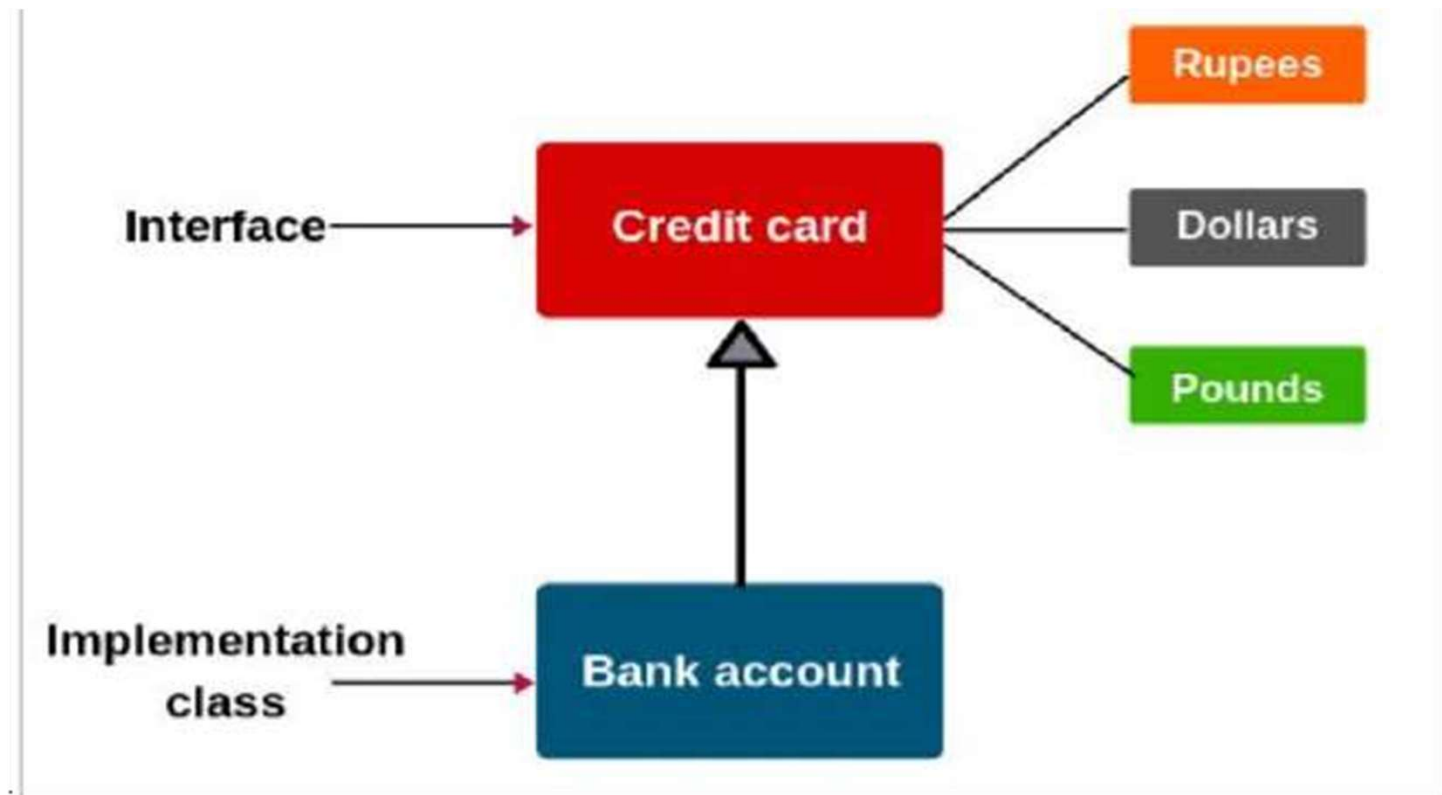 Rupees
Interface
Credit card
Dollars
Pounds
Implementation
class
Bank account